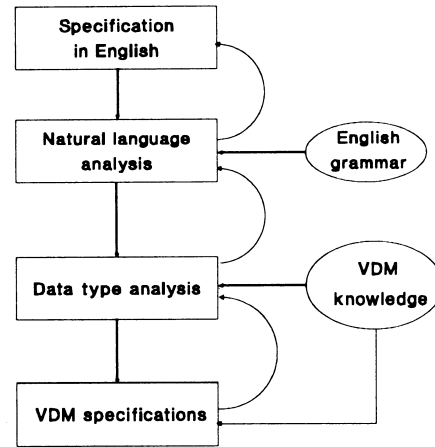 Specification
in English
Natural language
analysis
English
grammar
Data type analysis
VDM
knowledge
VDM specifications